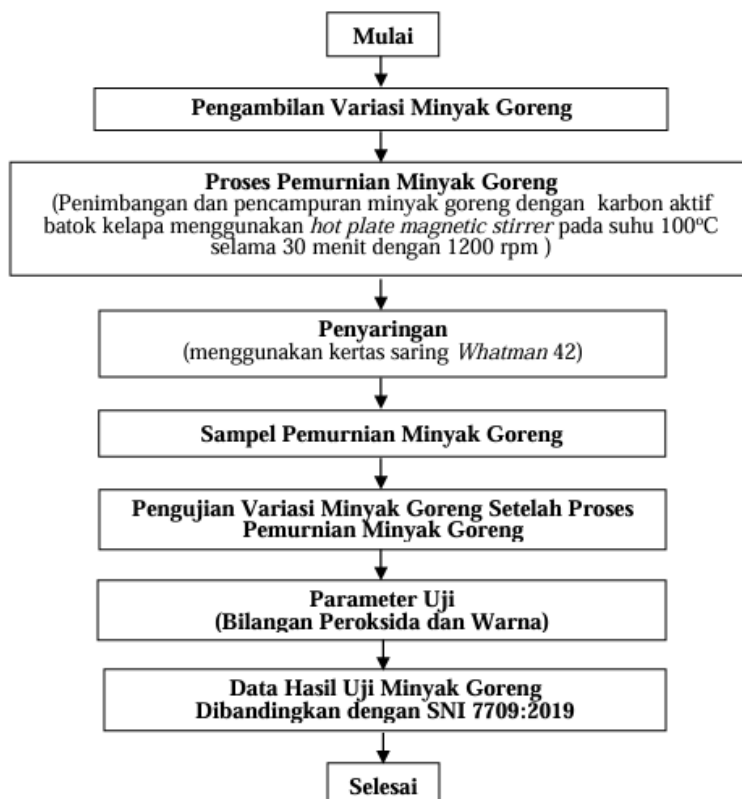 Mulai
Pengambilan Variasi Minyak Goreng
Proses Pemurnian Minyak Goreng
(Penimbangan dan pencampuran minyak goreng dengan karbon aktif
batok kelapa menggunakan hot plate magnetic stirrer pada suhu 100°C
selama 30 menit dengan 1200 rpm )
Penyaringan
(menggunakan kertas saring Whatman 42)
Sampel Pemurnian Minyak Goreng
Pengujian Variasi Minyak Goreng Setelah Proses
Pemurnian Minyak Goreng
Parameter Uji
(Bilangan Peroksida dan Warna)
Data Hasil Uji Minyak Goreng
Dibandingkan dengan SNI 7709:2019
Selesai